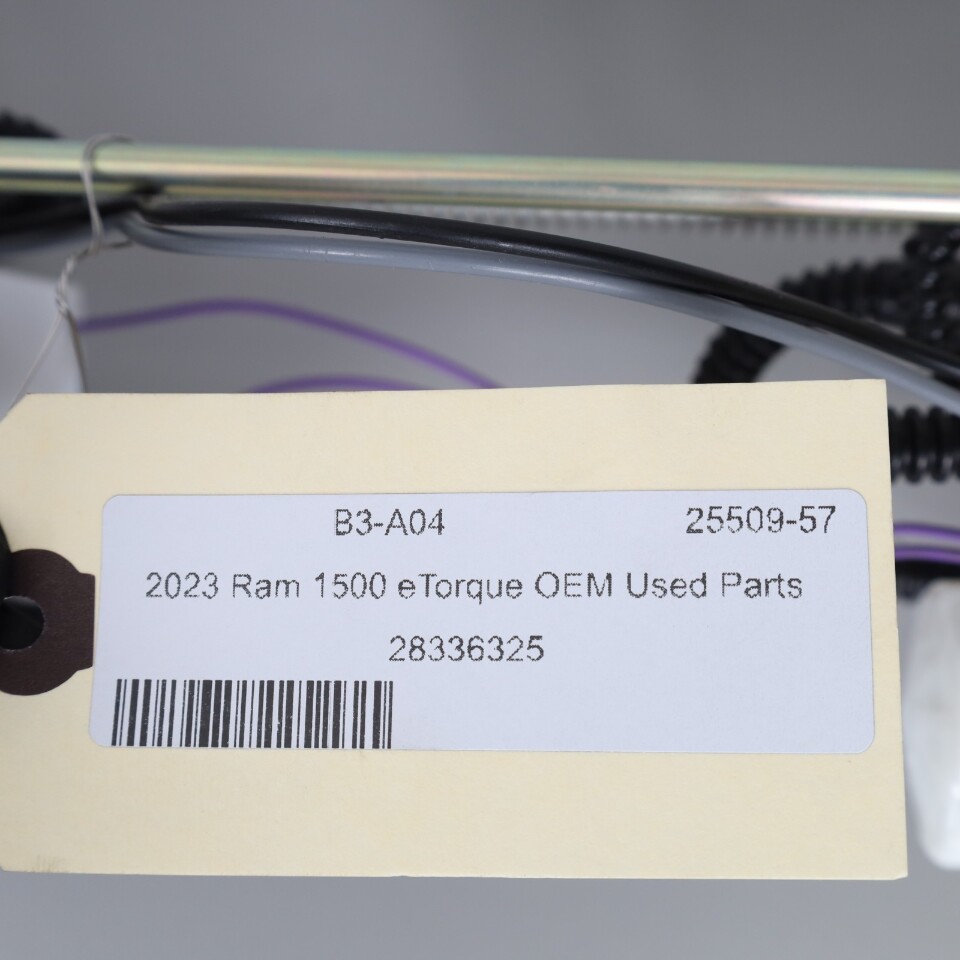 B3-A04 25509-57
2023 Ram 1500 eTorque OEM Used Parts
28336325